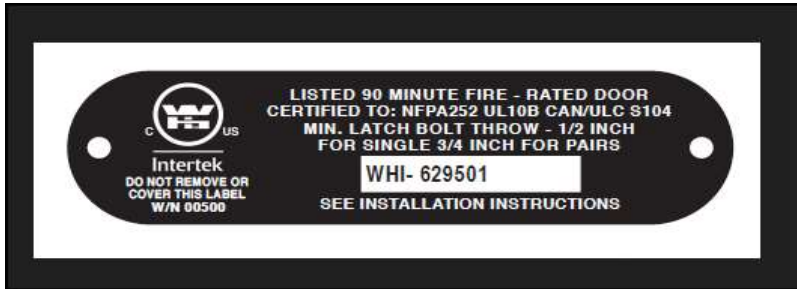 C US
Intertek
DO NOT REMOVE OR
COVER THIS LABEL
W/N 00500
LISTED 90 MINUTE FIRE - RATED DOOR
CERTIFIED TO: NFPA252 UL10B CAN/ULC S104
MIN. LATCH BOLT THROW - 1/2 INCH
FOR SINGLE 3/4 INCH FOR PAIRS
WHI- 629501
SEE INSTALLATION INSTRUCTIONS